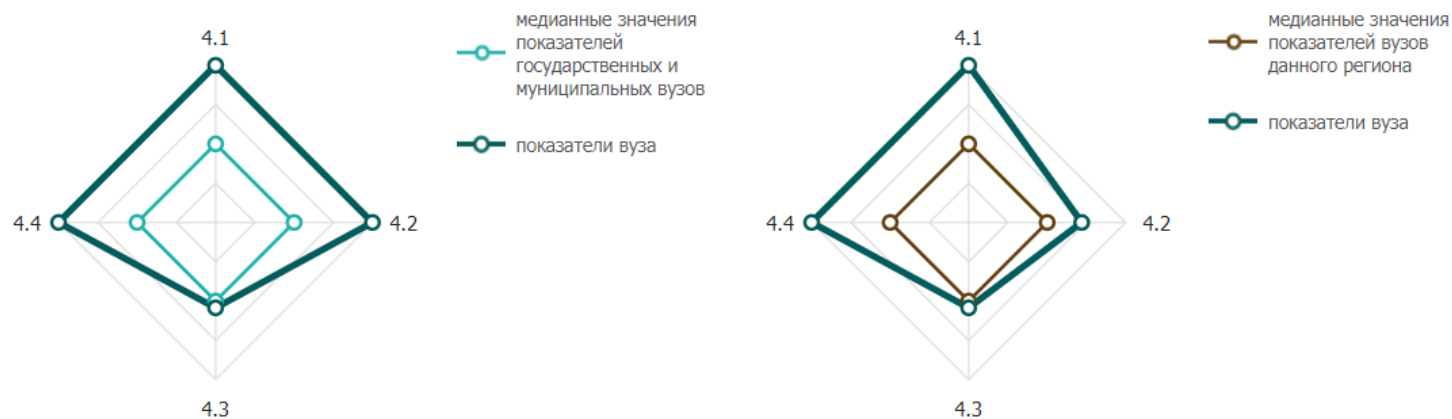 4.1
4.4
4.2
4.3
медианные значения
показателей
государственных и
муниципальных вузов
показатели вуза
4.1
4.4
4.2
4.3
медианные значения
показателей вузов
данного региона
показатели вуза